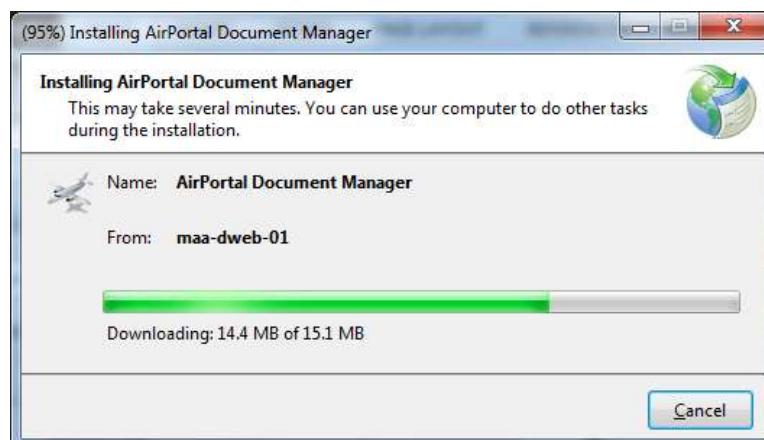 (95%) Installing AirPortal Document Manager
Installing AirPortal Document Manager
This may take several minutes. You can use your computer to do other tasks
during the installation.
Name: AirPortal Document Manager
From: maa-dweb-01
Downloading: 14.4 MB of 15.1 MB
Cancel